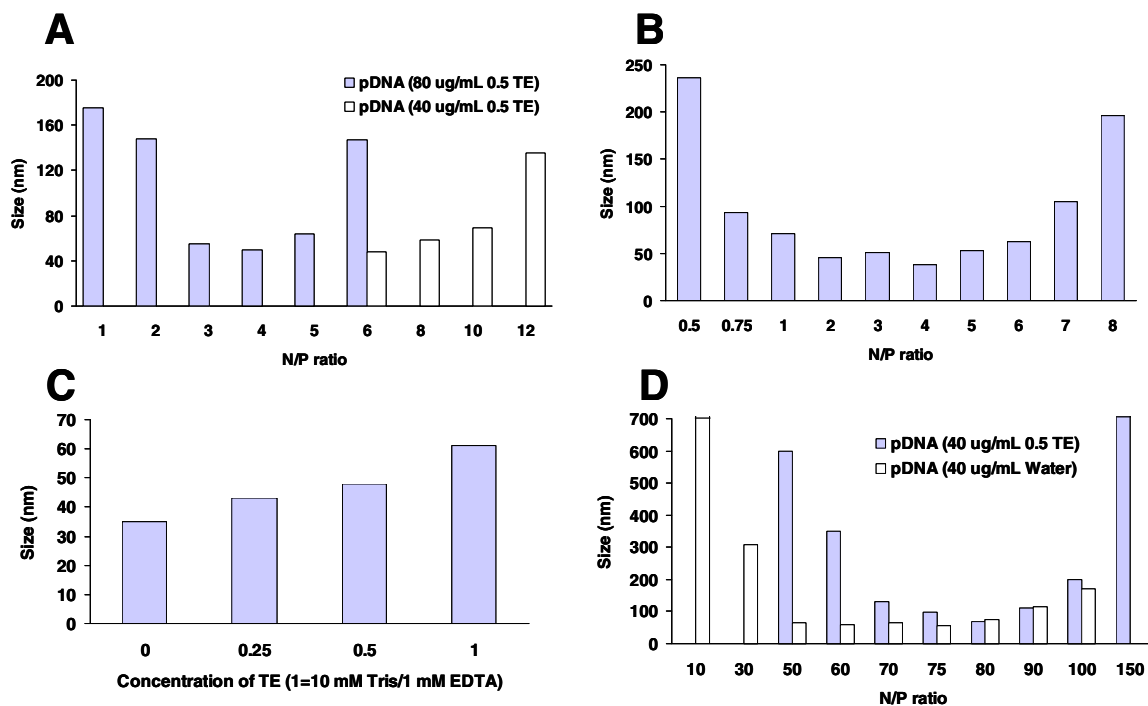 A
200
160
120
80
40
0
Size (nm)
pDNA (80 ug/mL 0.5 TE)
pDNA (40 ug/mL 0.5 TE)
1 2 3 4 5 6 8 10 12
N/P ratio
B
250
200
150
100
50
0
Size (nm)
0.5 0.75 1 2 3 4 5 6 7 8
N/P ratio
C
70
60
50
40
30
20
10
0
Size (nm)
0 0.25 0.5 1
Concentration of TE (1=10 mM Tris/1 mM EDTA)
D
700
600
500
400
300
200
100
0
Size (nm)
pDNA (40 ug/mL 0.5 TE)
pDNA (40 ug/mL Water)
10 30 50 60 70 75 80 90 100 150
N/P ratio